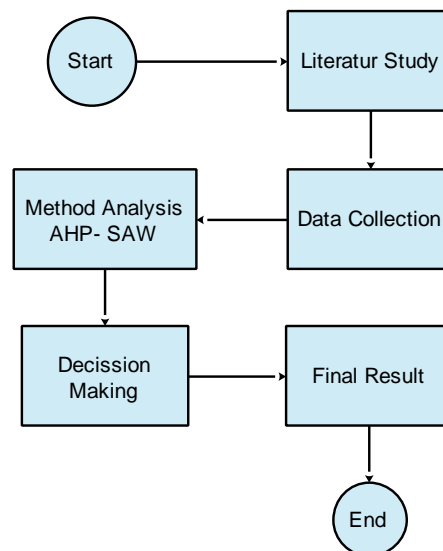 Start
Literatur Study
Data Collection
Method Analysis
AHP- SAW
Decission
Making
Final Result
End